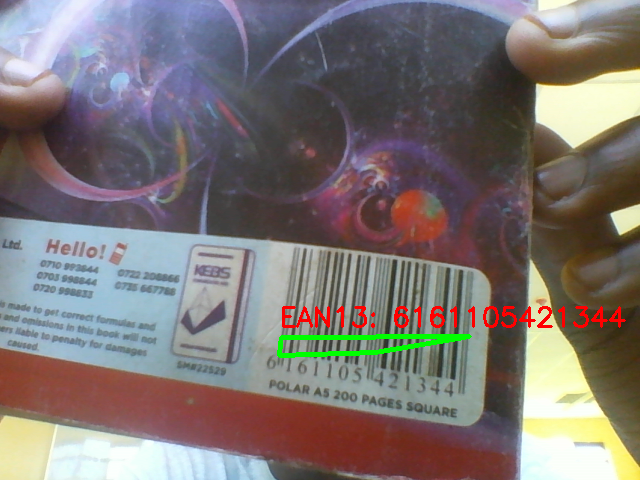 Ltd.
Hello!
0710 993844
0722 208866
0703 998844
0735 667788
0720 998833
s made to get correct formulas and
and omissions in this book will not
ers liable to penalty for damages
caused.
KEBS
SM#22529
EAN13: 6161105421344
6 161105 421344
POLAR A5 200 PAGES SQUARE